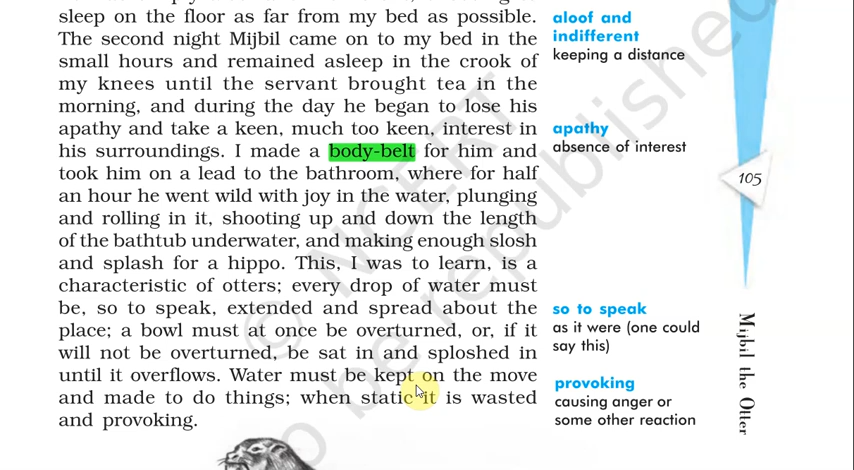 sleep on the floor as far from my bed as possible.
The second night Mijbil came on to my bed in the
small hours and remained asleep in the crook of
my knees until the servant brought tea in the
morning, and during the day he began to lose his
apathy and take a keen, much too keen, interest in
his surroundings. I made a body-belt for him and
took him on a lead to the bathroom, where for half
an hour he went wild with joy in the water, plunging
and rolling in it, shooting up and down the length
of the bathtub underwater, and making enough slosh
and splash for a hippo. This, I was to learn, is a
characteristic of otters; every drop of water must
be, so to speak, extended and spread about the
place; a bowl must at once be overturned, or, if it
will not be overturned, be sat in and sploshed in
until it overflows. Water must be kept on the move
and made to do things; when static it is wasted
and provoking.
aloof and
indifferent
keeping a distance
apathy
absence of interest
so to speak
as it were (one could
say this)
provoking
causing anger or
some other reaction
105
Mijbil the Otter
© NCERT
be republished